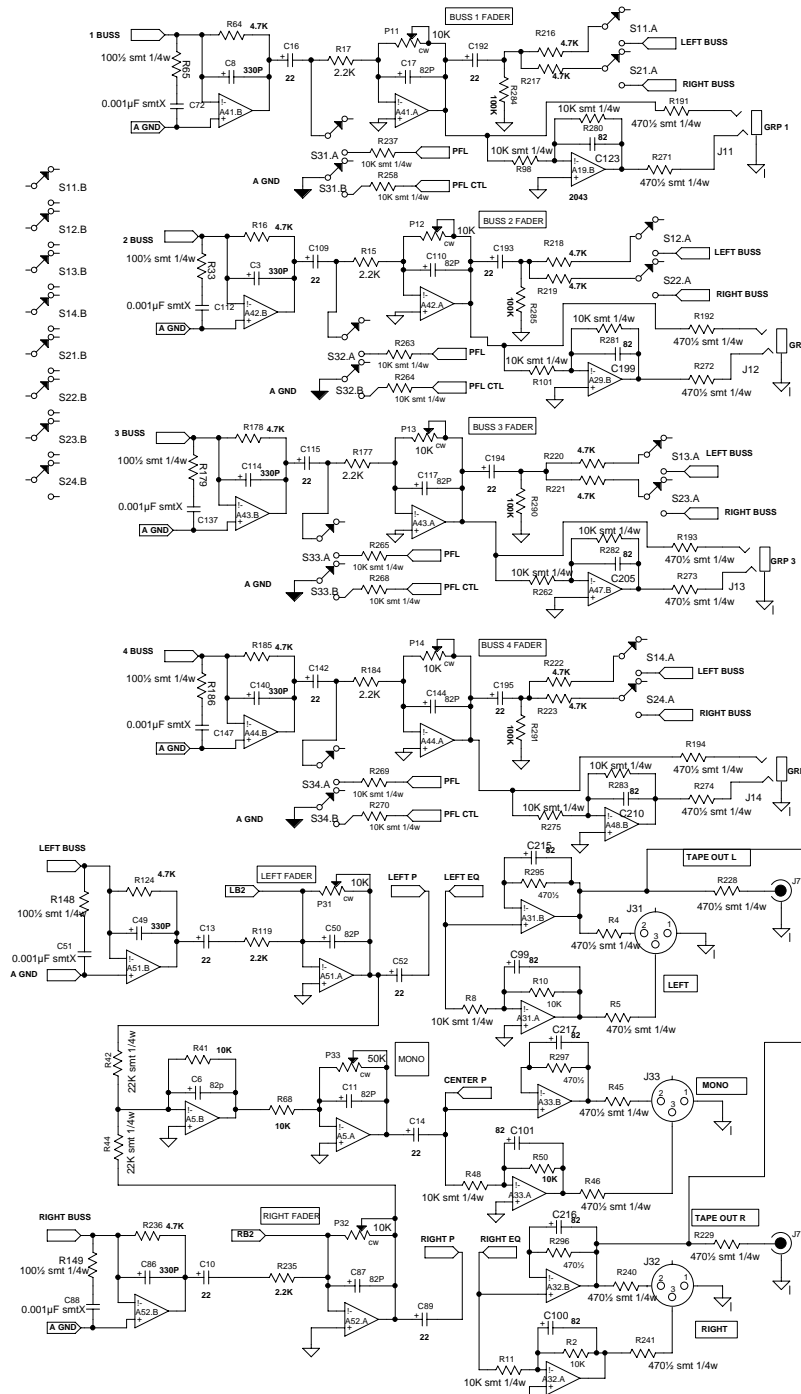 BUSS 1 FADER
1 BUSS
R64
4.7K
C16
22
R17
2.2K
P11
10K
CW
C192
22
R216
4.7K
S11.A
LEFT BUSS
100½ smt 1/4w
R65
C8
330P
C17
82P
R217
4.7K
S21.A
RIGHT BUSS
0.001µF smtX
C72
A41.B
A41.A
R284
100K
A GND
R191
470½ smt 1/4w
GRP 1
10K smt 1/4w
R280
82
S31.A
R237
10K smt 1/4w
PFL
10K smt 1/4w
R98
A19.B
C123
2043
R271
470½ smt 1/4w
J11
A GND
S31.B
R258
10K smt 1/4w
PFL CTL
S11.B
S12.B
S13.B
S14.B
S21.B
S22.B
S23.B
S24.B
BUSS 2 FADER
2 BUSS
R16
4.7K
C109
22
R15
2.2K
P12
10K
CW
C193
22
R218
4.7K
S12.A
LEFT BUSS
100½ smt 1/4w
R33
C3
330P
C110
82P
R219
4.7K
S22.A
RIGHT BUSS
0.001µF smtX
C112
A42.B
A42.A
R285
100K
A GND
R192
470½ smt 1/4w
GR
10K smt 1/4w
R281
82
S32.A
R263
10K smt 1/4w
PFL
10K smt 1/4w
R101
A29.B
C199
R272
470½ smt 1/4w
J12
A GND
S32.B
R264
10K smt 1/4w
PFL CTL
BUSS 3 FADER
3 BUSS
R178
4.7K
C115
22
R177
2.2K
P13
10K
CW
C194
22
R220
4.7K
S13.A
LEFT BUSS
100½ smt 1/4w
R179
C114
330P
C117
82P
R221
4.7K
S23.A
RIGHT BUSS
0.001µF smtX
C137
A43.B
A43.A
R290
100K
A GND
R193
470½ smt 1/4w
GRP 3
10K smt 1/4w
R282
82
S33.A
R265
10K smt 1/4w
PFL
10K smt 1/4w
R262
A47.B
C205
R273
470½ smt 1/4w
J13
A GND
S33.B
R268
10K smt 1/4w
PFL CTL
BUSS 4 FADER
4 BUSS
R185
4.7K
C142
22
R184
2.2K
P14
10K
CW
C195
22
R222
4.7K
S14.A
LEFT BUSS
100½ smt 1/4w
R186
C140
330P
C144
82P
R223
4.7K
S24.A
RIGHT BUSS
0.001µF smtX
C147
A44.B
A44.A
R291
100K
A GND
R194
470½ smt 1/4w
GR
10K smt 1/4w
R283
82
S34.A
R269
10K smt 1/4w
PFL
10K smt 1/4w
R275
A48.B
C210
R274
470½ smt 1/4w
J14
A GND
S34.B
R270
10K smt 1/4w
PFL CTL
LEFT BUSS
R124
4.7K
LEFT FADER
LB2
P31
10K
CW
LEFT P
LEFT EQ
C215
82
R295
470½
A31.B
TAPE OUT L
R228
470½ smt 1/4w
J7
R148
100½ smt 1/4w
C49
330P
C13
22
R119
2.2K
C50
82P
C52
22
R4
470½ smt 1/4w
J31
2
1
3
LEFT
C51
0.001µF smtX
A51.B
A51.A
A GND
C99
82
R10
10K
R8
10K smt 1/4w
A31.A
R5
470½ smt 1/4w
R42
22K smt 1/4w
R41
10K
C6
82p
A5.B
R68
10K
P33
50K
CW
MONO
C11
82P
A5.A
C14
22
CENTER P
C217
82
R297
470½
A33.B
R45
470½ smt 1/4w
J33
2
1
3
MONO
R44
22K smt 1/4w
C101
82
R50
10K
R48
10K smt 1/4w
A33.A
R46
470½ smt 1/4w
RIGHT BUSS
R236
4.7K
RIGHT FADER
RB2
P32
10K
CW
RIGHT P
RIGHT EQ
C216
82
R296
470½
A32.B
TAPE OUT R
R229
470½ smt 1/4w
J7
R149
100½ smt 1/4w
C86
330P
C10
22
R235
2.2K
C87
82P
C89
22
R240
470½ smt 1/4w
J32
2
1
3
RIGHT
C88
0.001µF smtX
A52.B
A52.A
A GND
C100
82
R2
10K
R11
10K smt 1/4w
A32.A
R241
470½ smt 1/4w